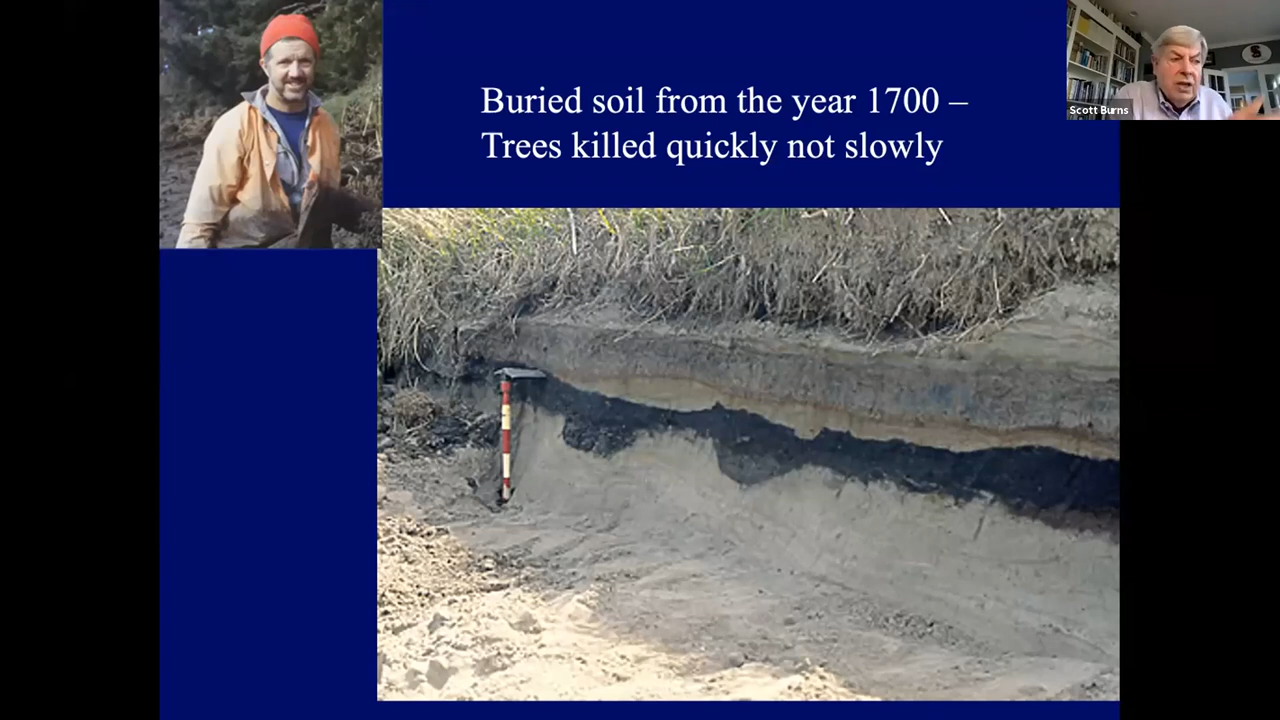 Buried soil from the year 1700 –
Trees killed quickly not slowly
Scott Burns